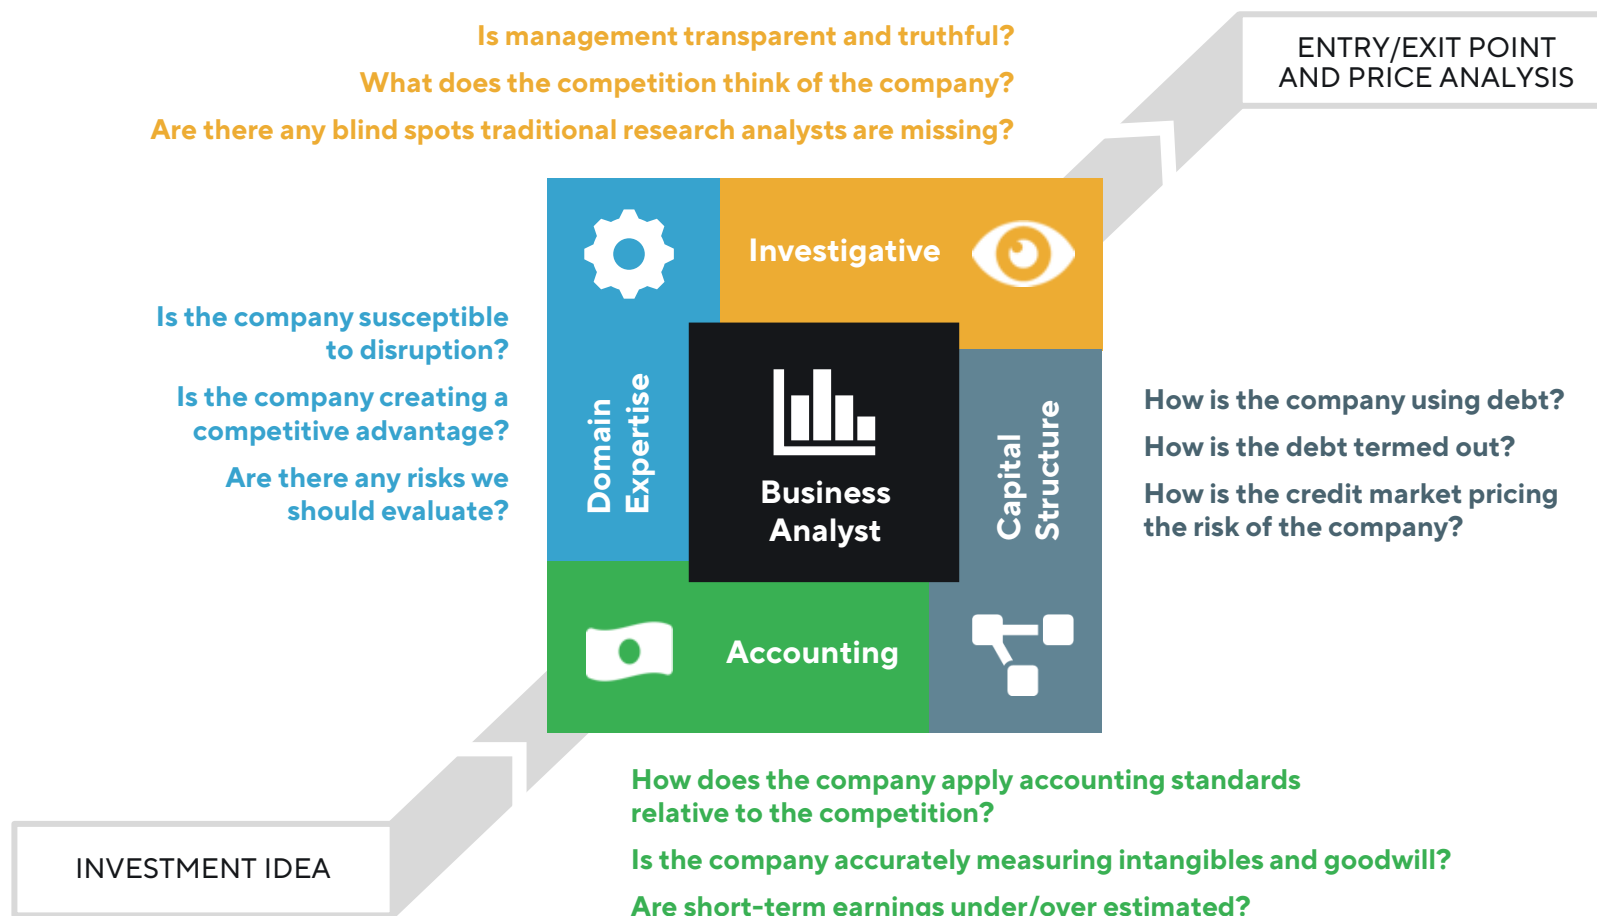 Is management transparent and truthful?
What does the competition think of the company?
Are there any blind spots traditional research analysts are missing?
ENTRY/EXIT POINT
AND PRICE ANALYSIS
Investigative
Is the company susceptible
to disruption?
Is the company creating a
competitive advantage?
Are there any risks we
should evaluate?
Domain
Expertise
Business
Analyst
Capital
Structure
How is the company using debt?
How is the debt termed out?
How is the credit market pricing
the risk of the company?
Accounting
How does the company apply accounting standards
relative to the competition?
Is the company accurately measuring intangibles and goodwill?
Are short-term earnings under/over estimated?
INVESTMENT IDEA